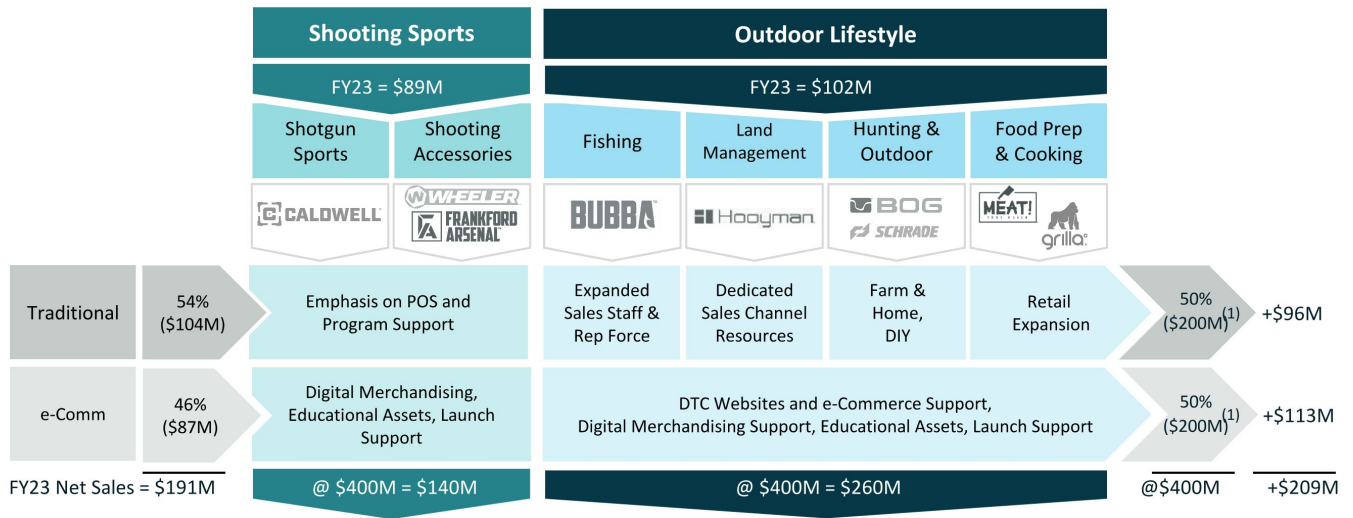 Shooting Sports
Outdoor Lifestyle
FY23 = $89M
FY23 = $102M
Shotgun
Sports
Shooting
Accessories
Fishing
Land
Management
Hunting &
Outdoor
Food Prep
& Cooking
CALDWELL
WHEELER
FRANKFORD
ARSENAL
BUBBA
Hooyman
BOG
SCHRADE
MEAT!
grilla
Traditional
54%
($104M)
Emphasis on POS and
Program Support
Expanded
Sales Staff &
Rep Force
Dedicated
Sales Channel
Resources
Farm &
Home,
DIY
Retail
Expansion
50%
($200M)(1)
+$96M
e-Comm
46%
($87M)
Digital Merchandising,
Educational Assets, Launch
Support
DTC Websites and e-Commerce Support,
Digital Merchandising Support, Educational Assets, Launch Support
50%
($200M)(1)
+$113M
FY23 Net Sales = $191M
@ $400M = $140M
@ $400M = $260M
@$400M
+$209M